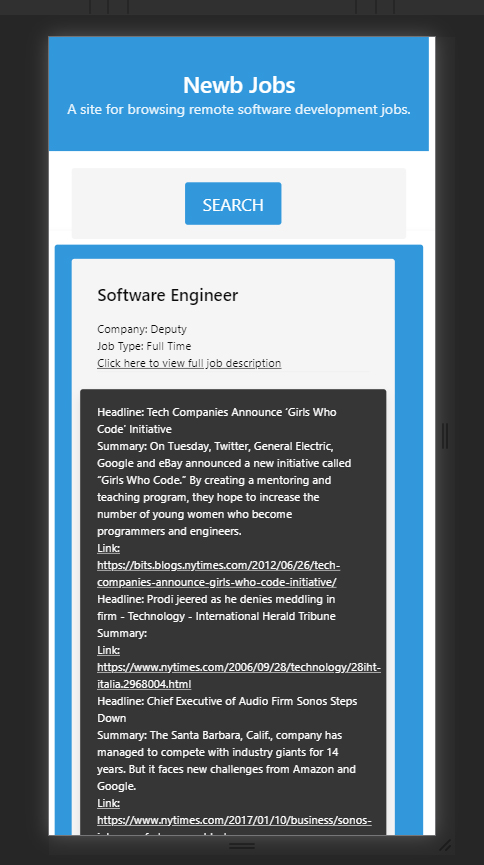 Newb Jobs
A site for browsing remote software development jobs.
SEARCH
Software Engineer
Company: Deputy
Job Type: Full Time
Click here to view full job description
Headline: Tech Companies Announce ‘Girls Who
Code’ Initiative
Summary: On Tuesday, Twitter, General Electric,
Google and eBay announced a new initiative called
“Girls Who Code.” By creating a mentoring and
teaching program, they hope to increase the
number of young women who become
programmers and engineers.
Link:
https://bits.blogs.nytimes.com/2012/06/26/tech-
companies-announce-girls-who-code-initiative/
Headline: Prodi jeered as he denies meddling in
firm - Technology - International Herald Tribune
Summary:
Link:
https://www.nytimes.com/2006/09/28/technology/28iht-
italia.2968004.html
Headline: Chief Executive of Audio Firm Sonos Steps
Down
Summary: The Santa Barbara, Calif., company has
managed to compete with industry giants for 14
years. But it faces new challenges from Amazon and
Google.
Link:
https://www.nytimes.com/2017/01/10/business/sonos-